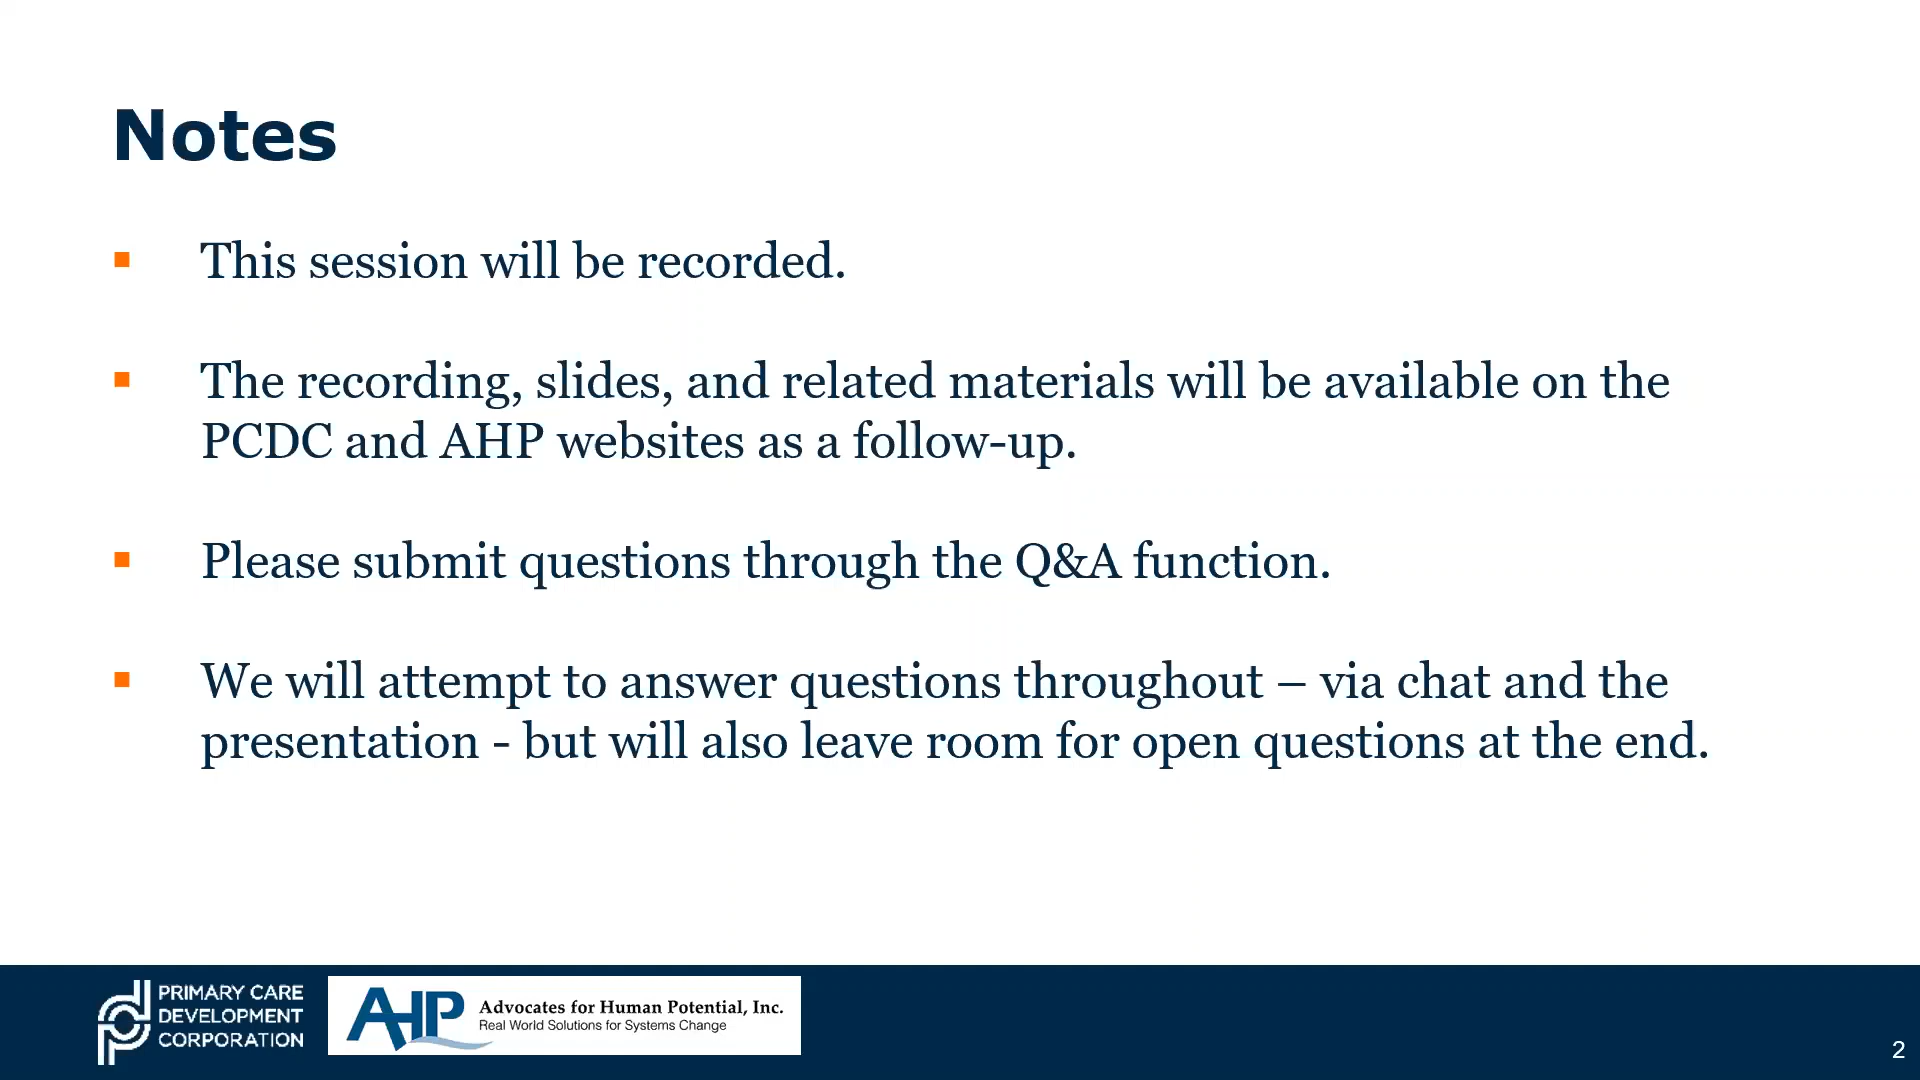 Notes
▪ This session will be recorded.
▪ The recording, slides, and related materials will be available on the
PCDC and AHP websites as a follow-up.
▪ Please submit questions through the Q&A function.
▪ We will attempt to answer questions throughout – via chat and the
presentation - but will also leave room for open questions at the end.
PRIMARY CARE
DEVELOPMENT
CORPORATION
AHP
Advocates for Human Potential, Inc.
Real World Solutions for Systems Change
2